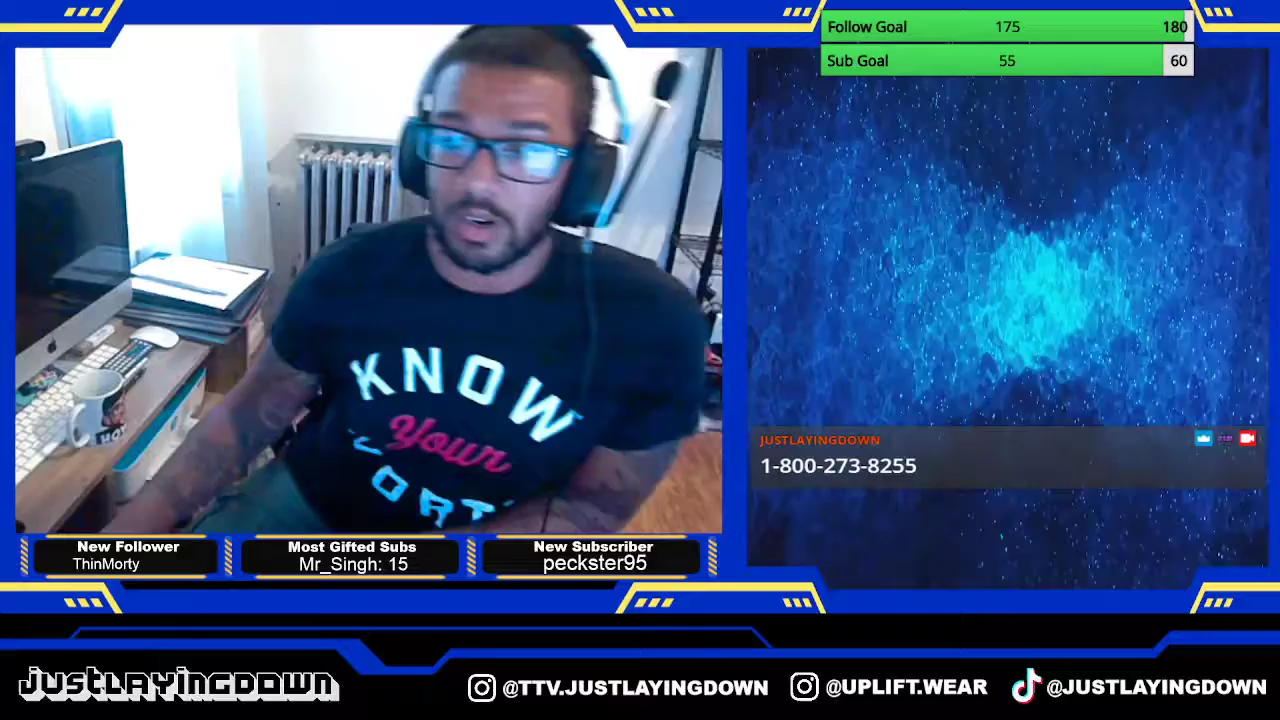 Follow Goal 175 180
Sub Goal 55 60
KNOW
Your
JUSTLAYINGDOWN
1-800-273-8255
New Follower
ThinMorty
Most Gifted Subs
Mr_Singh: 15
New Subscriber
peckster95
JUSTLAYINGDOWN
@TTV.JUSTLAYINGDOWN
@UPLIFT.WEAR
@JUSTLAYINGDOWN